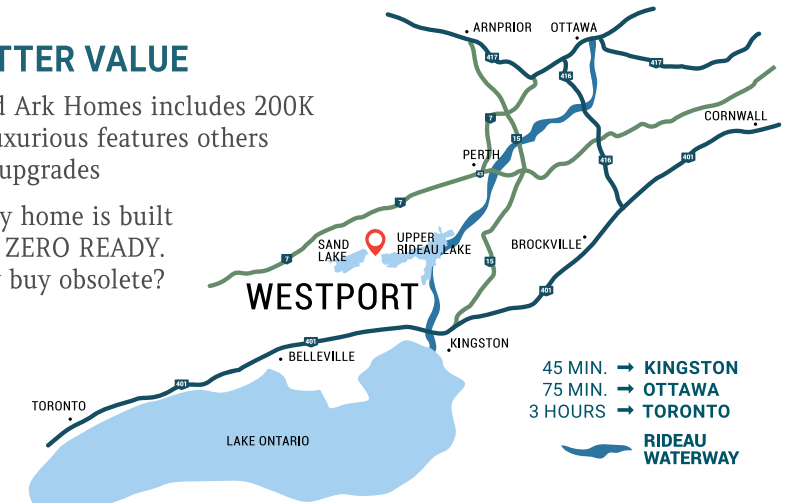 TTER VALUE
d Ark Homes includes 200K
uxurious features others
upgrades
y home is built
ZERO READY.
buy obsolete?
ARNPRIOR
OTTAWA
417
416
417
7
15
CORNWALL
PERTH
416
401
43
7
SAND
LAKE
UPPER
RIDEAU LAKE
BROCKVILLE
7
15
WESTPORT
401
401
KINGSTON
BELLEVILLE
401
TORONTO
LAKE ONTARIO
45 MIN. ➞ KINGSTON
75 MIN. ➞ OTTAWA
3 HOURS ➞ TORONTO
RIDEAU
WATERWAY